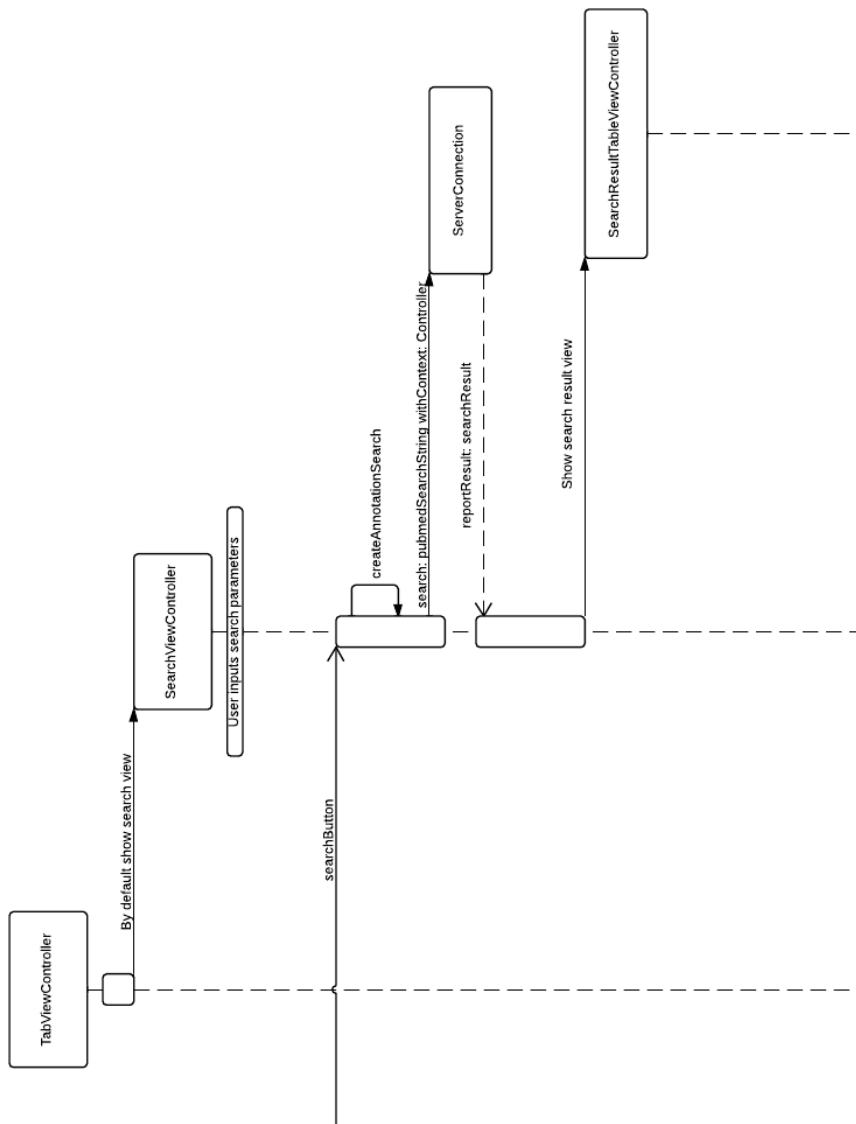 TabViewController
By default show search view
SearchViewController
User inputs search parameters
searchButton
createAnnotationSearch
search: pubmedSearchString withContext: Controller
ServerConnection
reportResult: searchResult
Show search result view
SearchResultTableViewController